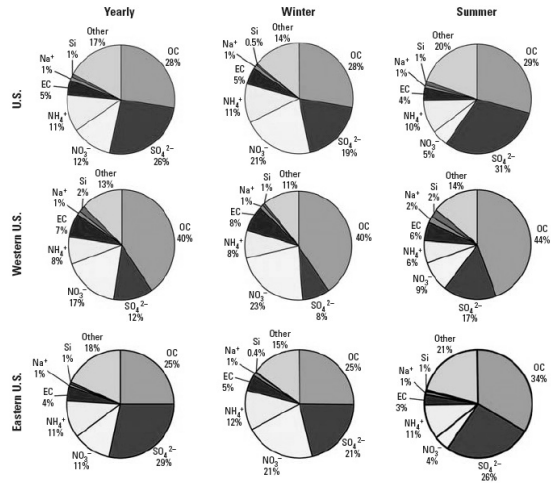 Yearly
Winter
Summer
U.S.
Other
17%
Si
1%
Na⁺
1%
EC
5%
NH₄⁺
11%
NO₃⁻
12%
SO₄²⁻
26%
OC
28%
Other
14%
Si
0.5%
Na⁺
1%
EC
5%
NH₄⁺
11%
NO₃⁻
21%
SO₄²⁻
19%
OC
28%
Other
20%
Si
1%
Na⁺
1%
EC
4%
NH₄⁺
10%
NO₃⁻
5%
SO₄²⁻
31%
OC
29%
Western U.S.
Other
13%
Si
2%
Na⁺
1%
EC
7%
NH₄⁺
8%
NO₃⁻
17%
SO₄²⁻
12%
OC
40%
Other
11%
Si
1%
Na⁺
1%
EC
8%
NH₄⁺
8%
NO₃⁻
23%
SO₄²⁻
8%
OC
40%
Other
14%
Si
2%
Na⁺
2%
EC
6%
NH₄⁺
6%
NO₃⁻
9%
SO₄²⁻
17%
OC
44%
Eastern U.S.
Other
18%
Si
1%
Na⁺
1%
EC
4%
NH₄⁺
11%
NO₃⁻
11%
SO₄²⁻
29%
OC
25%
Other
15%
Si
0.4%
Na⁺
1%
EC
5%
NH₄⁺
12%
NO₃⁻
21%
SO₄²⁻
21%
OC
25%
Other
21%
Si
1%
Na⁺
1%
EC
3%
NH₄⁺
11%
NO₃⁻
4%
SO₄²⁻
26%
OC
34%